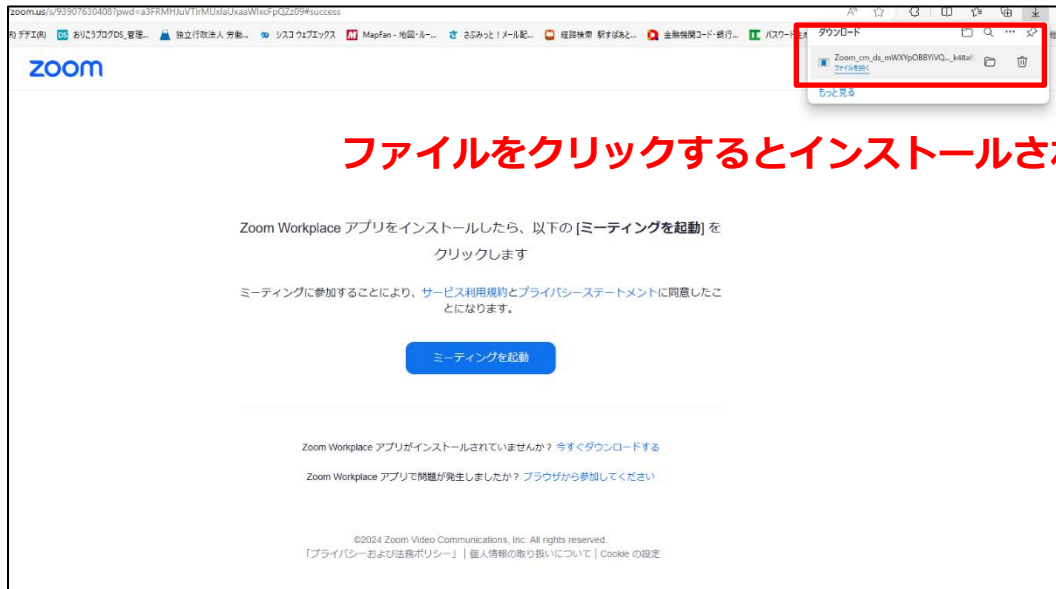 zoom.us/s/93907630408?pwd=a3FRMHJuVTlrMUxlaUxaaWlxcFpQZz09#success
R) デヂエ(R) おりこうブログDS_管理... 独立行政法人 労働... シスコ ウェブエックス MapFan - 地図・ルー... さぶみっと！メール配... 経路検索 駅すぱあと... 金融機関コード・銀行...
ダウンロード
Zoom_cm_ds_mWXYpOBBYiVQ..._k48af
ファイルを開く
もっと見る
zoom
ファイルをクリックするとインストールさ
Zoom Workplace アプリをインストールしたら、以下の [ミーティングを起動] を
クリックします
ミーティングに参加することにより、サービス利用規約とプライバシーステートメントに同意したこ
とになります。
ミーティングを起動
Zoom Workplace アプリがインストールされていませんか？ 今すぐダウンロードする
Zoom Workplace アプリで問題が発生しましたか？ ブラウザから参加してください
©2024 Zoom Video Communications, Inc. All rights reserved.
「プライバシーおよび法務ポリシー」 | 個人情報の取り扱いについて | Cookie の設定